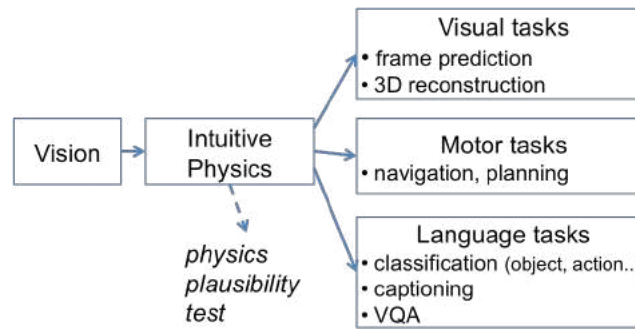 Vision
Intuitive
Physics
physics
plausibility
test
Visual tasks
• frame prediction
• 3D reconstruction
Motor tasks
• navigation, planning
Language tasks
• classification (object, action..
• captioning
• VQA